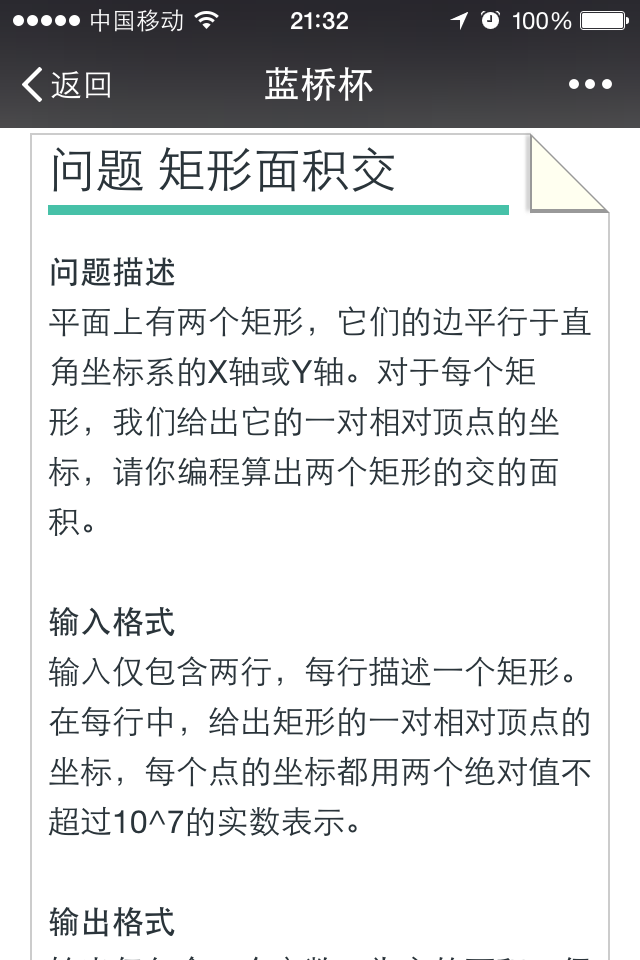 中国移动 21:32 100%
返回 蓝桥杯
问题 矩形面积交
问题描述
平面上有两个矩形，它们的边平行于直
角坐标系的X轴或Y轴。对于每个矩
形，我们给出它的一对相对顶点的坐
标，请你编程算出两个矩形的交的面
积。
输入格式
输入仅包含两行，每行描述一个矩形。
在每行中，给出矩形的一对相对顶点的
坐标，每个点的坐标都用两个绝对值不
超过10^7的实数表示。
输出格式